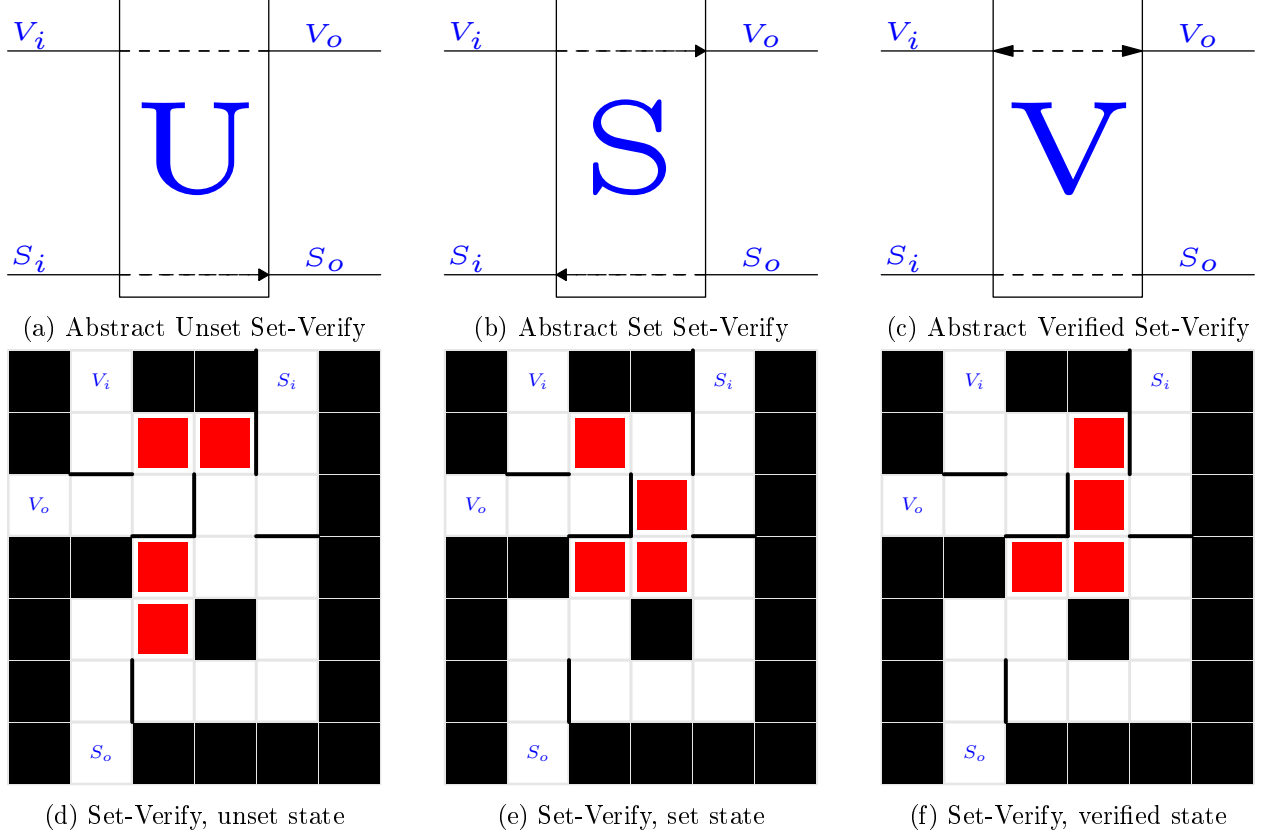 V_i V_o V_i V_o V_i V_o
U S V
S_i S_o S_i S_o S_i S_o
(a) Abstract Unset Set-Verify (b) Abstract Set Set-Verify (c) Abstract Verified Set-Verify
V_i S_i V_i S_i V_i S_i
V_o V_o V_o
S_o S_o S_o
(d) Set-Verify, unset state (e) Set-Verify, set state (f) Set-Verify, verified state